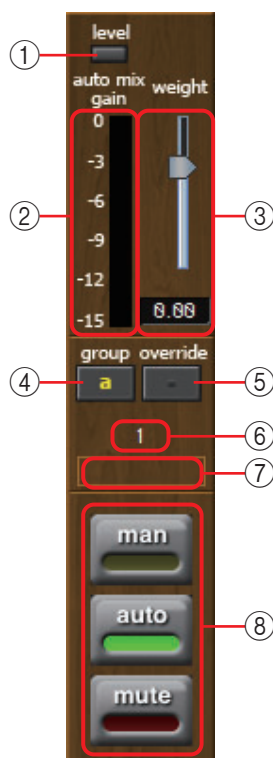 level
①
auto mix gain
weight
0
-3
-6
-9
-12
-15
②
③
0.00
group
override
④
a
-
⑤
1
⑥
⑦
man
auto
mute
⑧